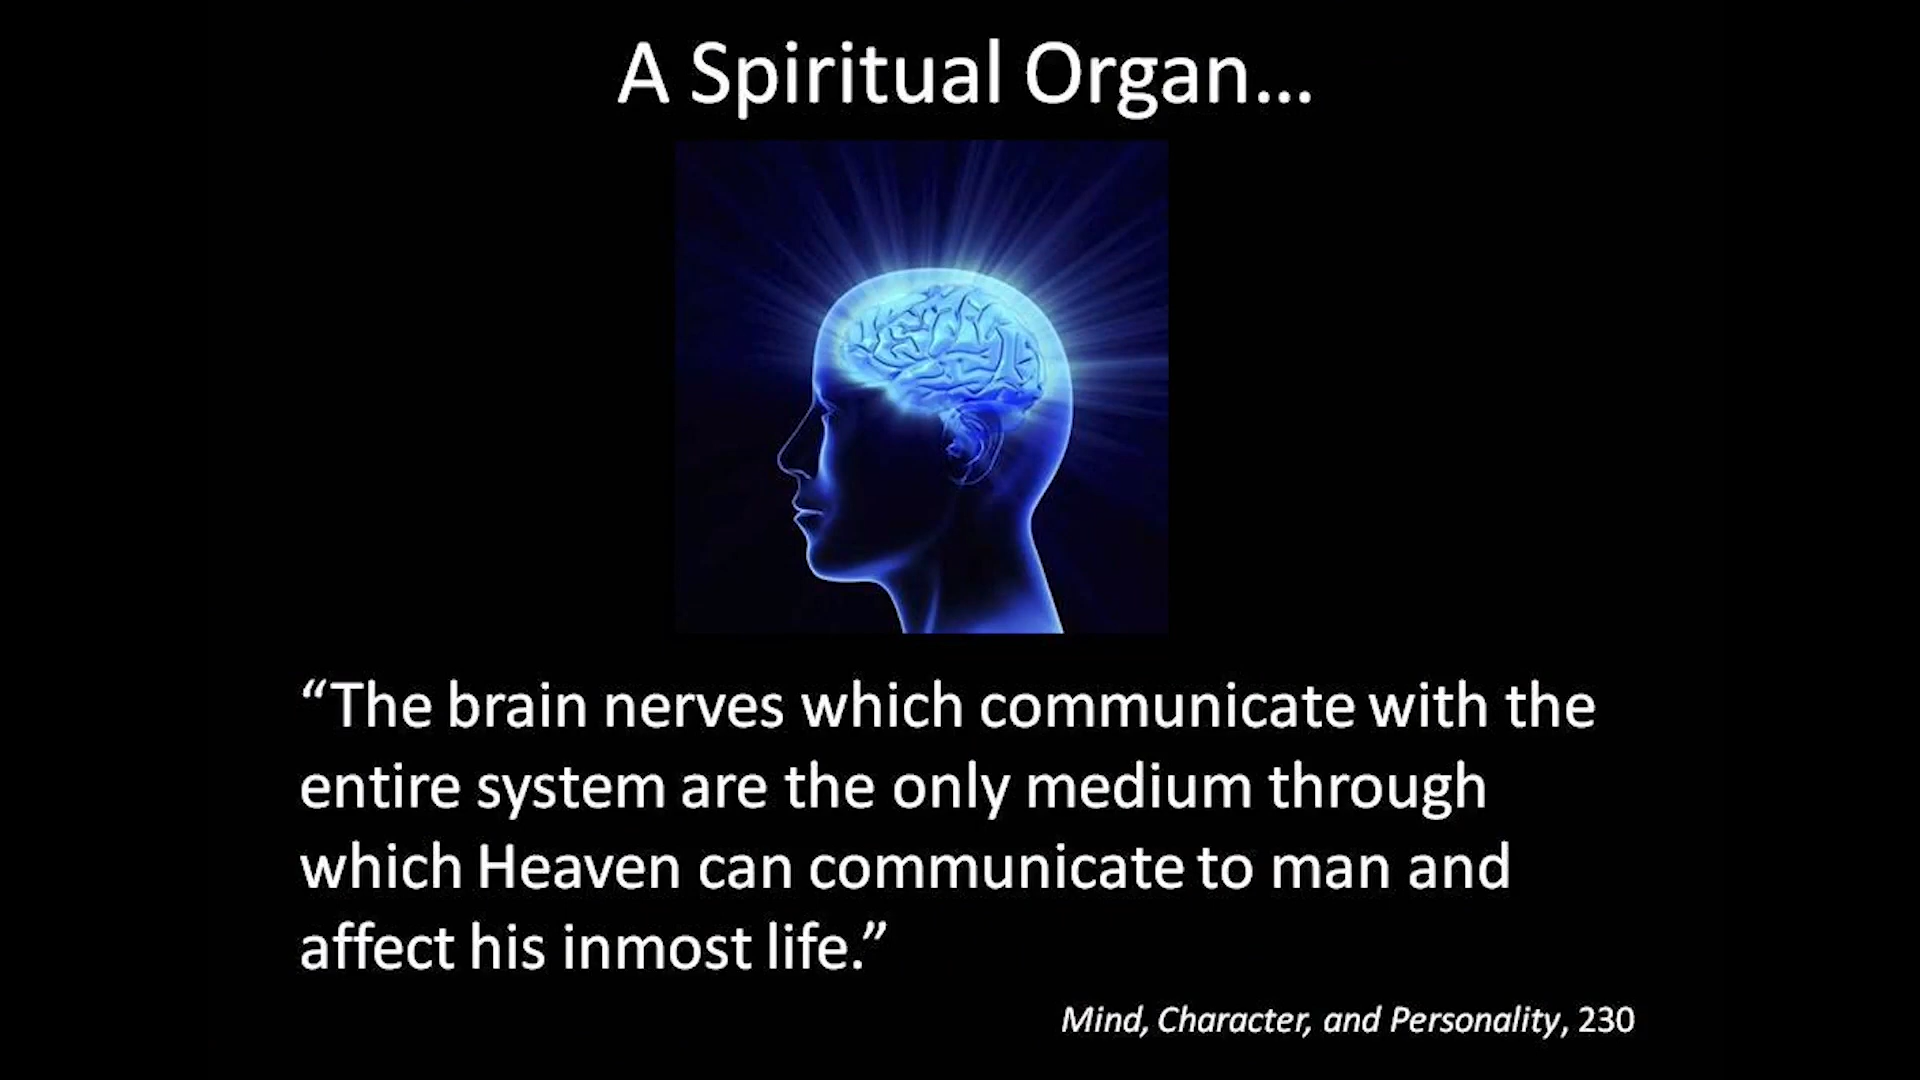 A Spiritual Organ...
“The brain nerves which communicate with the
entire system are the only medium through
which Heaven can communicate to man and
affect his inmost life.”
Mind, Character, and Personality, 230